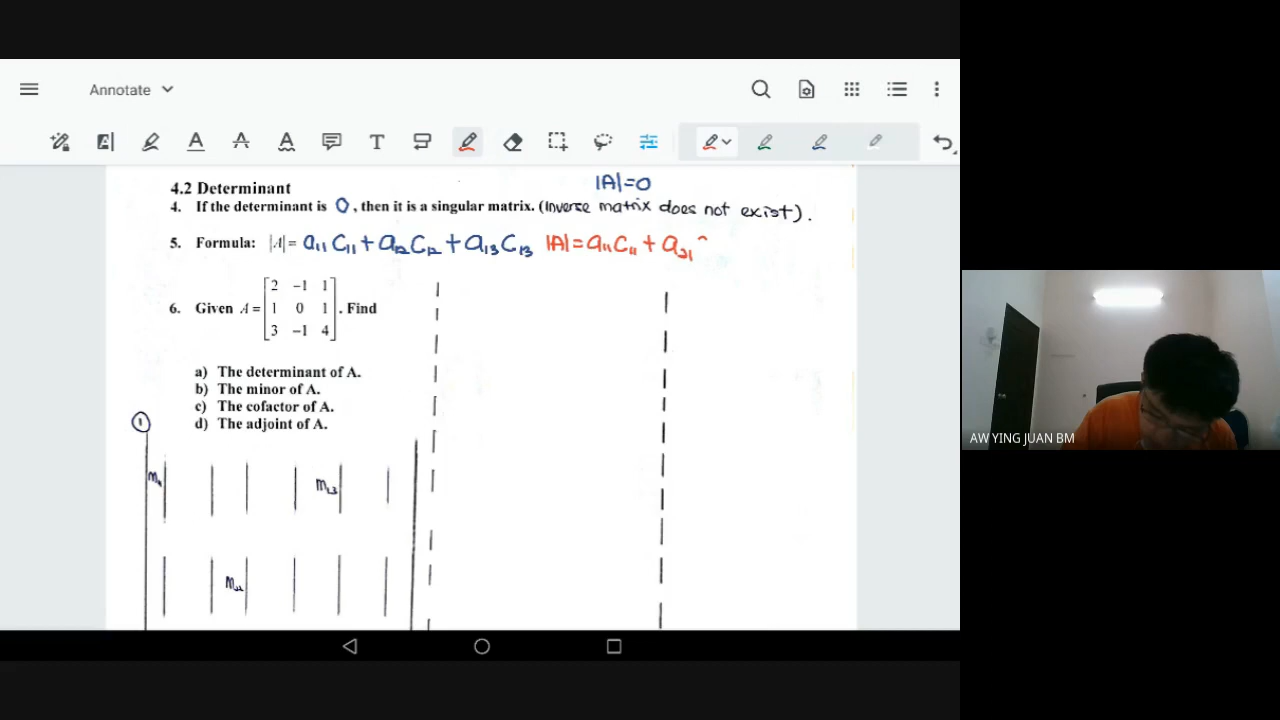 Annotate
4.2 Determinant
|A|=0
4. If the determinant is 0, then it is a singular matrix. (Inverse matrix does not exist).
5. Formula: |A| = a11 C11 + a12 C12 + a13 C13 |A| = a11 C11 + a21
6. Given A = [2 -1 1
1 0 1
3 -1 4]. Find
a) The determinant of A.
b) The minor of A.
c) The cofactor of A.
d) The adjoint of A.
1
m13
m22
AW YING JUAN BM